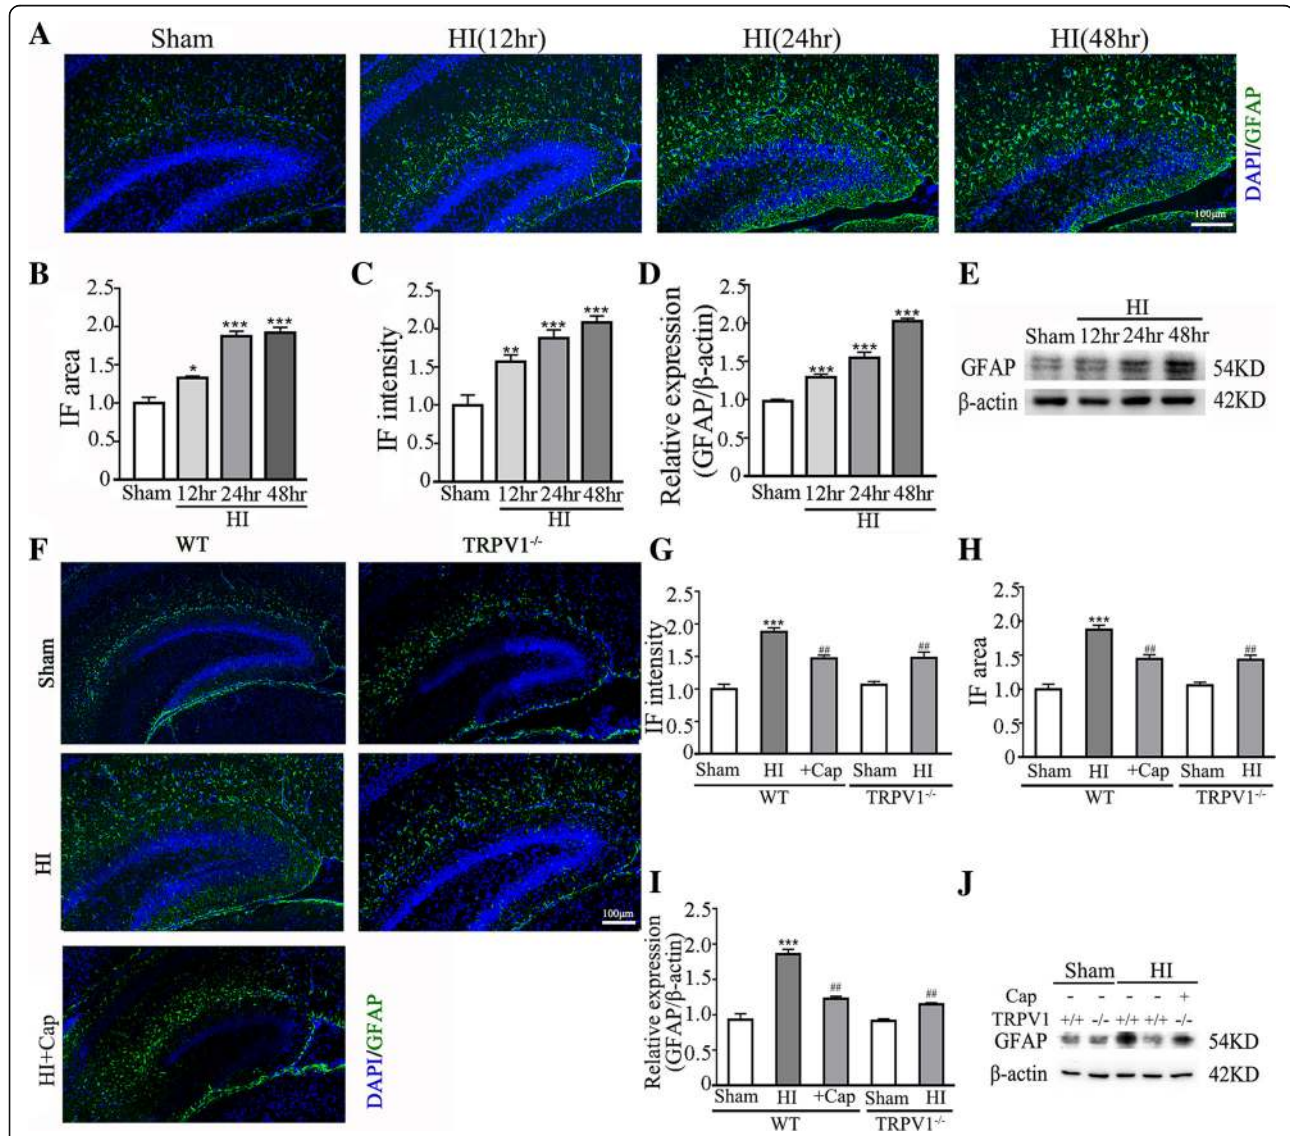 A
Sham HI(12hr) HI(24hr) HI(48hr)
DAPI/GFAP
100μm
B
IF area
2.5
2.0
1.5
1.0
0.5
0
* *** ***
Sham 12hr 24hr 48hr
HI
C
IF intensity
2.5
2.0
1.5
1.0
0.5
0
** *** ***
Sham 12hr 24hr 48hr
HI
D
Relative expression
(GFAP/β-actin)
2.5
2.0
1.5
1.0
0.5
0
*** *** ***
Sham 12hr 24hr 48hr
HI
E
HI
Sham 12hr 24hr 48hr
GFAP 54KD
β-actin 42KD
F
WT TRPV1-/-
Sham
HI
100μm
HI+Cap
DAPI/GFAP
G
IF intensity
2.5
2.0
1.5
1.0
0.5
0
*** ## ##
Sham HI +Cap Sham HI
WT TRPV1-/-
H
IF area
2.5
2.0
1.5
1.0
0.5
0
*** ## ##
Sham HI +Cap Sham HI
WT TRPV1-/-
I
Relative expression
(GFAP/β-actin)
2.5
2.0
1.5
1.0
0.5
0
*** ## ##
Sham HI +Cap Sham HI
WT TRPV1-/-
J
Sham HI
Cap - - - - +
TRPV1 +/+ -/- +/+ +/+ -/-
GFAP 54KD
β-actin 42KD